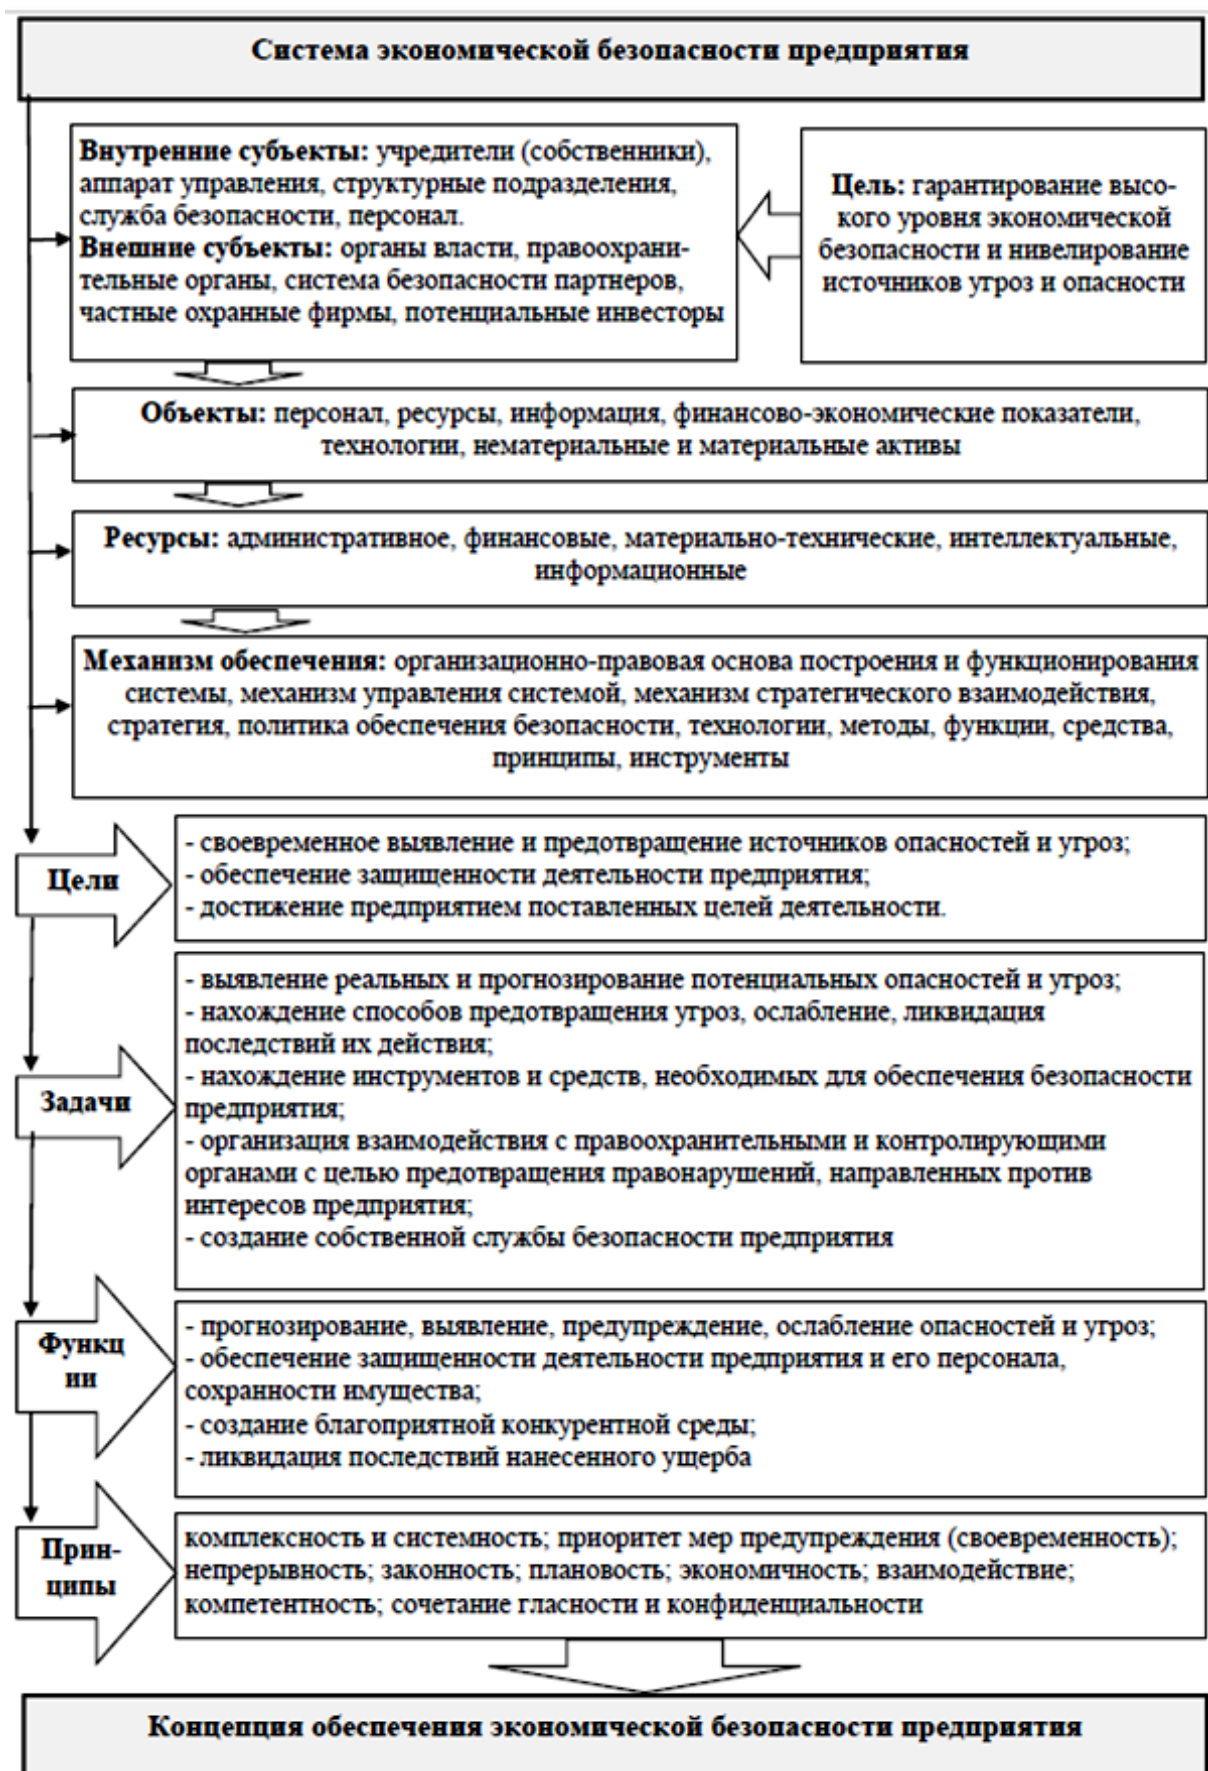 Система экономической безопасности предприятия
Внутренние субъекты: учредители (собственники),
аппарат управления, структурные подразделения,
служба безопасности, персонал.
Внешние субъекты: органы власти, правоохрани-
тельные органы, система безопасности партнеров,
частные охранные фирмы, потенциальные инвесторы
Цель: гарантирование высо-
кого уровня экономической
безопасности и нивелирование
источников угроз и опасности
Объекты: персонал, ресурсы, информация, финансово-экономические показатели,
технологии, нематериальные и материальные активы
Ресурсы: административное, финансовые, материально-технические, интеллектуальные,
информационные
Механизм обеспечения: организационно-правовая основа построения и функционирования
системы, механизм управления системой, механизм стратегического взаимодействия,
стратегия, политика обеспечения безопасности, технологии, методы, функции, средства,
принципы, инструменты
Цели
- своевременное выявление и предотвращение источников опасностей и угроз;
- обеспечение защищенности деятельности предприятия;
- достижение предприятием поставленных целей деятельности.
Задачи
- выявление реальных и прогнозирование потенциальных опасностей и угроз;
- нахождение способов предотвращения угроз, ослабление, ликвидация
последствий их действия;
- нахождение инструментов и средств, необходимых для обеспечения безопасности
предприятия;
- организация взаимодействия с правоохранительными и контролирующими
органами с целью предотвращения правонарушений, направленных против
интересов предприятия;
- создание собственной службы безопасности предприятия
Функц
ии
- прогнозирование, выявление, предупреждение, ослабление опасностей и угроз;
- обеспечение защищенности деятельности предприятия и его персонала,
сохранности имущества;
- создание благоприятной конкурентной среды;
- ликвидация последствий нанесенного ущерба
Прин-
ципы
комплексность и системность; приоритет мер предупреждения (своевременность);
непрерывность; законность; плановость; экономичность; взаимодействие;
компетентность; сочетание гласности и конфиденциальности
Концепция обеспечения экономической безопасности предприятия